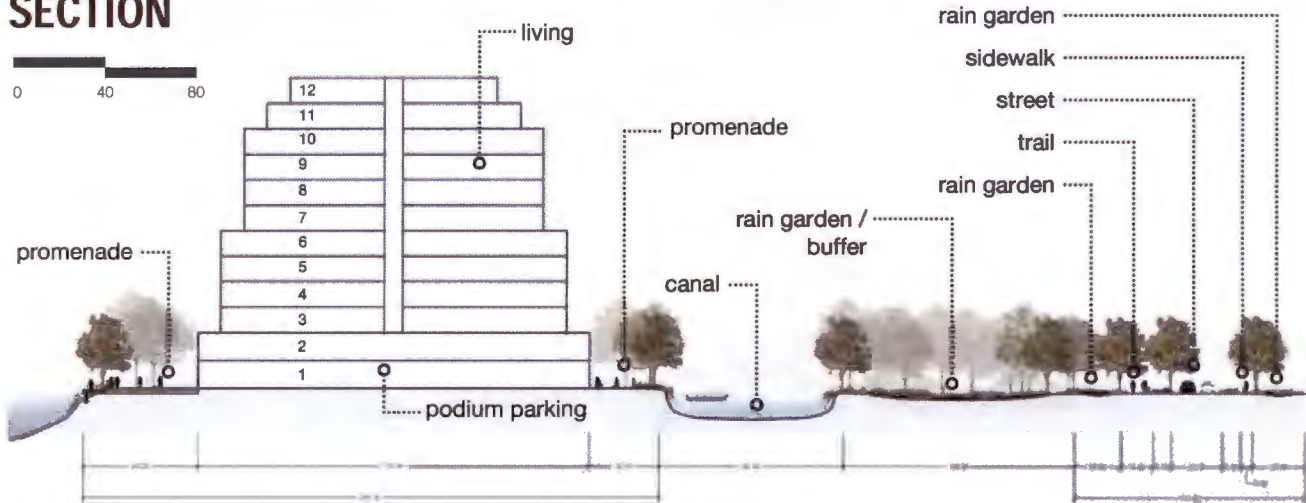 SECTION
0 40 80
living
promenade
promenade
canal
rain garden /
buffer
rain garden
sidewalk
street
trail
rain garden
12
11
10
9
8
7
6
5
4
3
2
1
podium parking